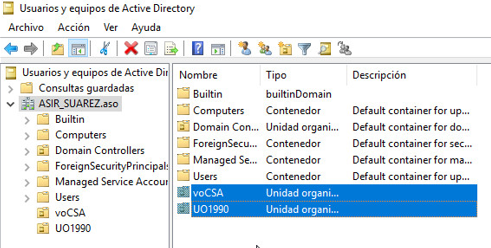 Usuarios y equipos de Active Directory
Archivo Acción Ver Ayuda
Usuarios y equipos de Active Direct
Consultas guardadas
ASIR_SUAREZ.aso
Builtin
Computers
Domain Controllers
ForeignSecurityPrincipals
Managed Service Accour
Users
voCSA
UO1990
Nombre Tipo Descripción
Builtin builtinDomain
Computers Contenedor Default container for up...
Domain Con... Unidad organi... Default container for do...
ForeignSecu... Contenedor Default container for sec...
Managed Se... Contenedor Default container for ma...
Users Contenedor Default container for up...
voCSA Unidad organi...
UO1990 Unidad organi...